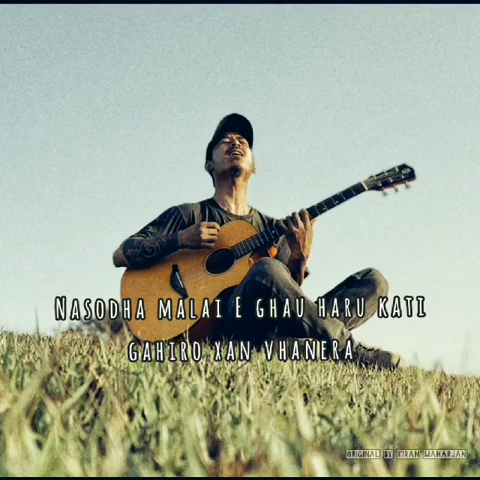 Nasodha malai E ghau haru kati
gahiro xan vhanera
Original by Kiran Maharjan